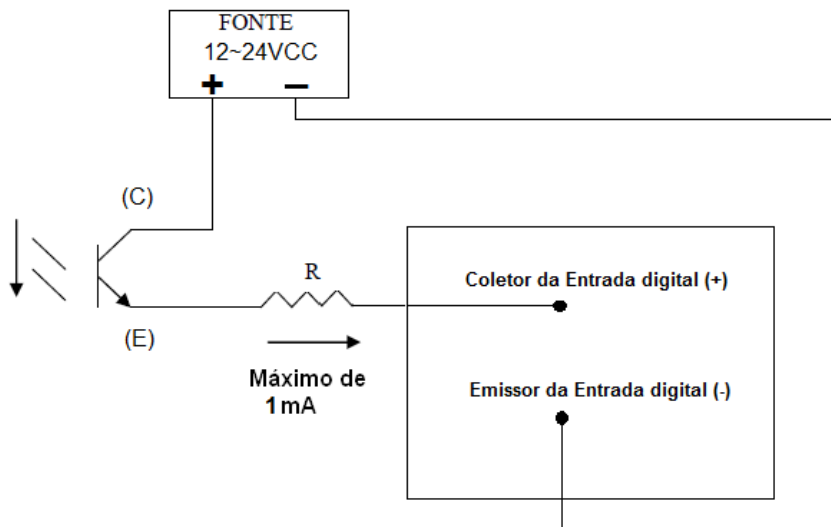 FONTE
12~24VCC
+ −
(C)
R
(E)
Máximo de
1mA
Coletor da Entrada digital (+)
Emissor da Entrada digital (-)